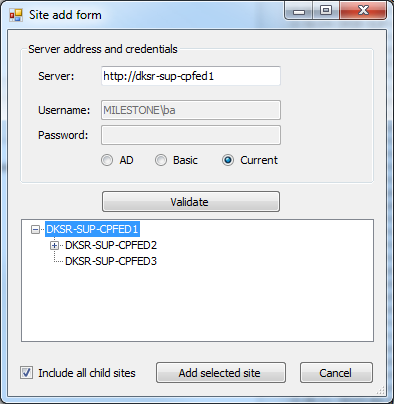 Site add form
Server address and credentials
Server: http://dksr-sup-cpfed1
Username: MILESTONE\ba
Password:
AD Basic Current
Validate
DKSR-SUP-CPFED1
DKSR-SUP-CPFED2
DKSR-SUP-CPFED3
Include all child sites Add selected site Cancel